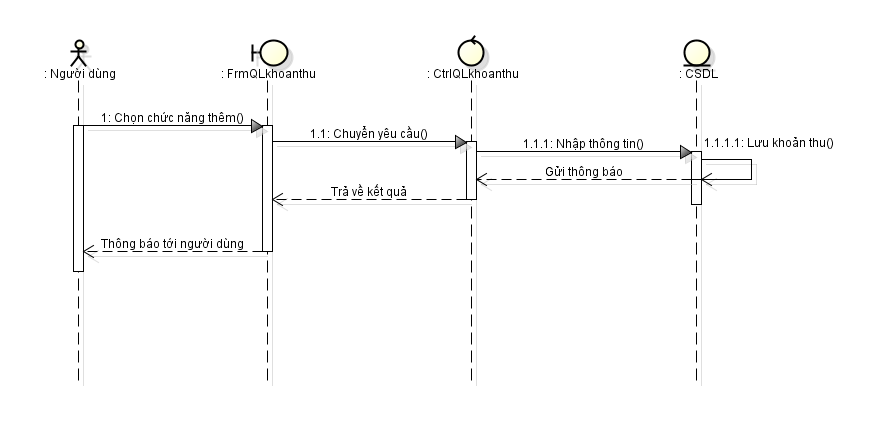 : Người dùng
: FrmQLkhoanthu
: CtrlQLkhoanthu
: CSDL
1: Chọn chức năng thêm()
1.1: Chuyển yêu cầu()
1.1.1: Nhập thông tin()
1.1.1.1: Lưu khoản thu()
Gửi thông báo
Trả về kết quả
Thông báo tới người dùng